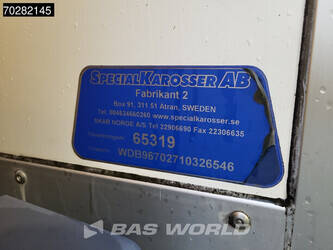 70282145
SPECIALKAROSSER AB
Fabrikant 2
Box 91, 311 51 Ätran, SWEDEN
Tel. 004634660260 www.specialkarosser.se
SKAB NORGE A/S Tel 22906690 Fax 22306635
65319
WDB96702710326546
BAS WORLD